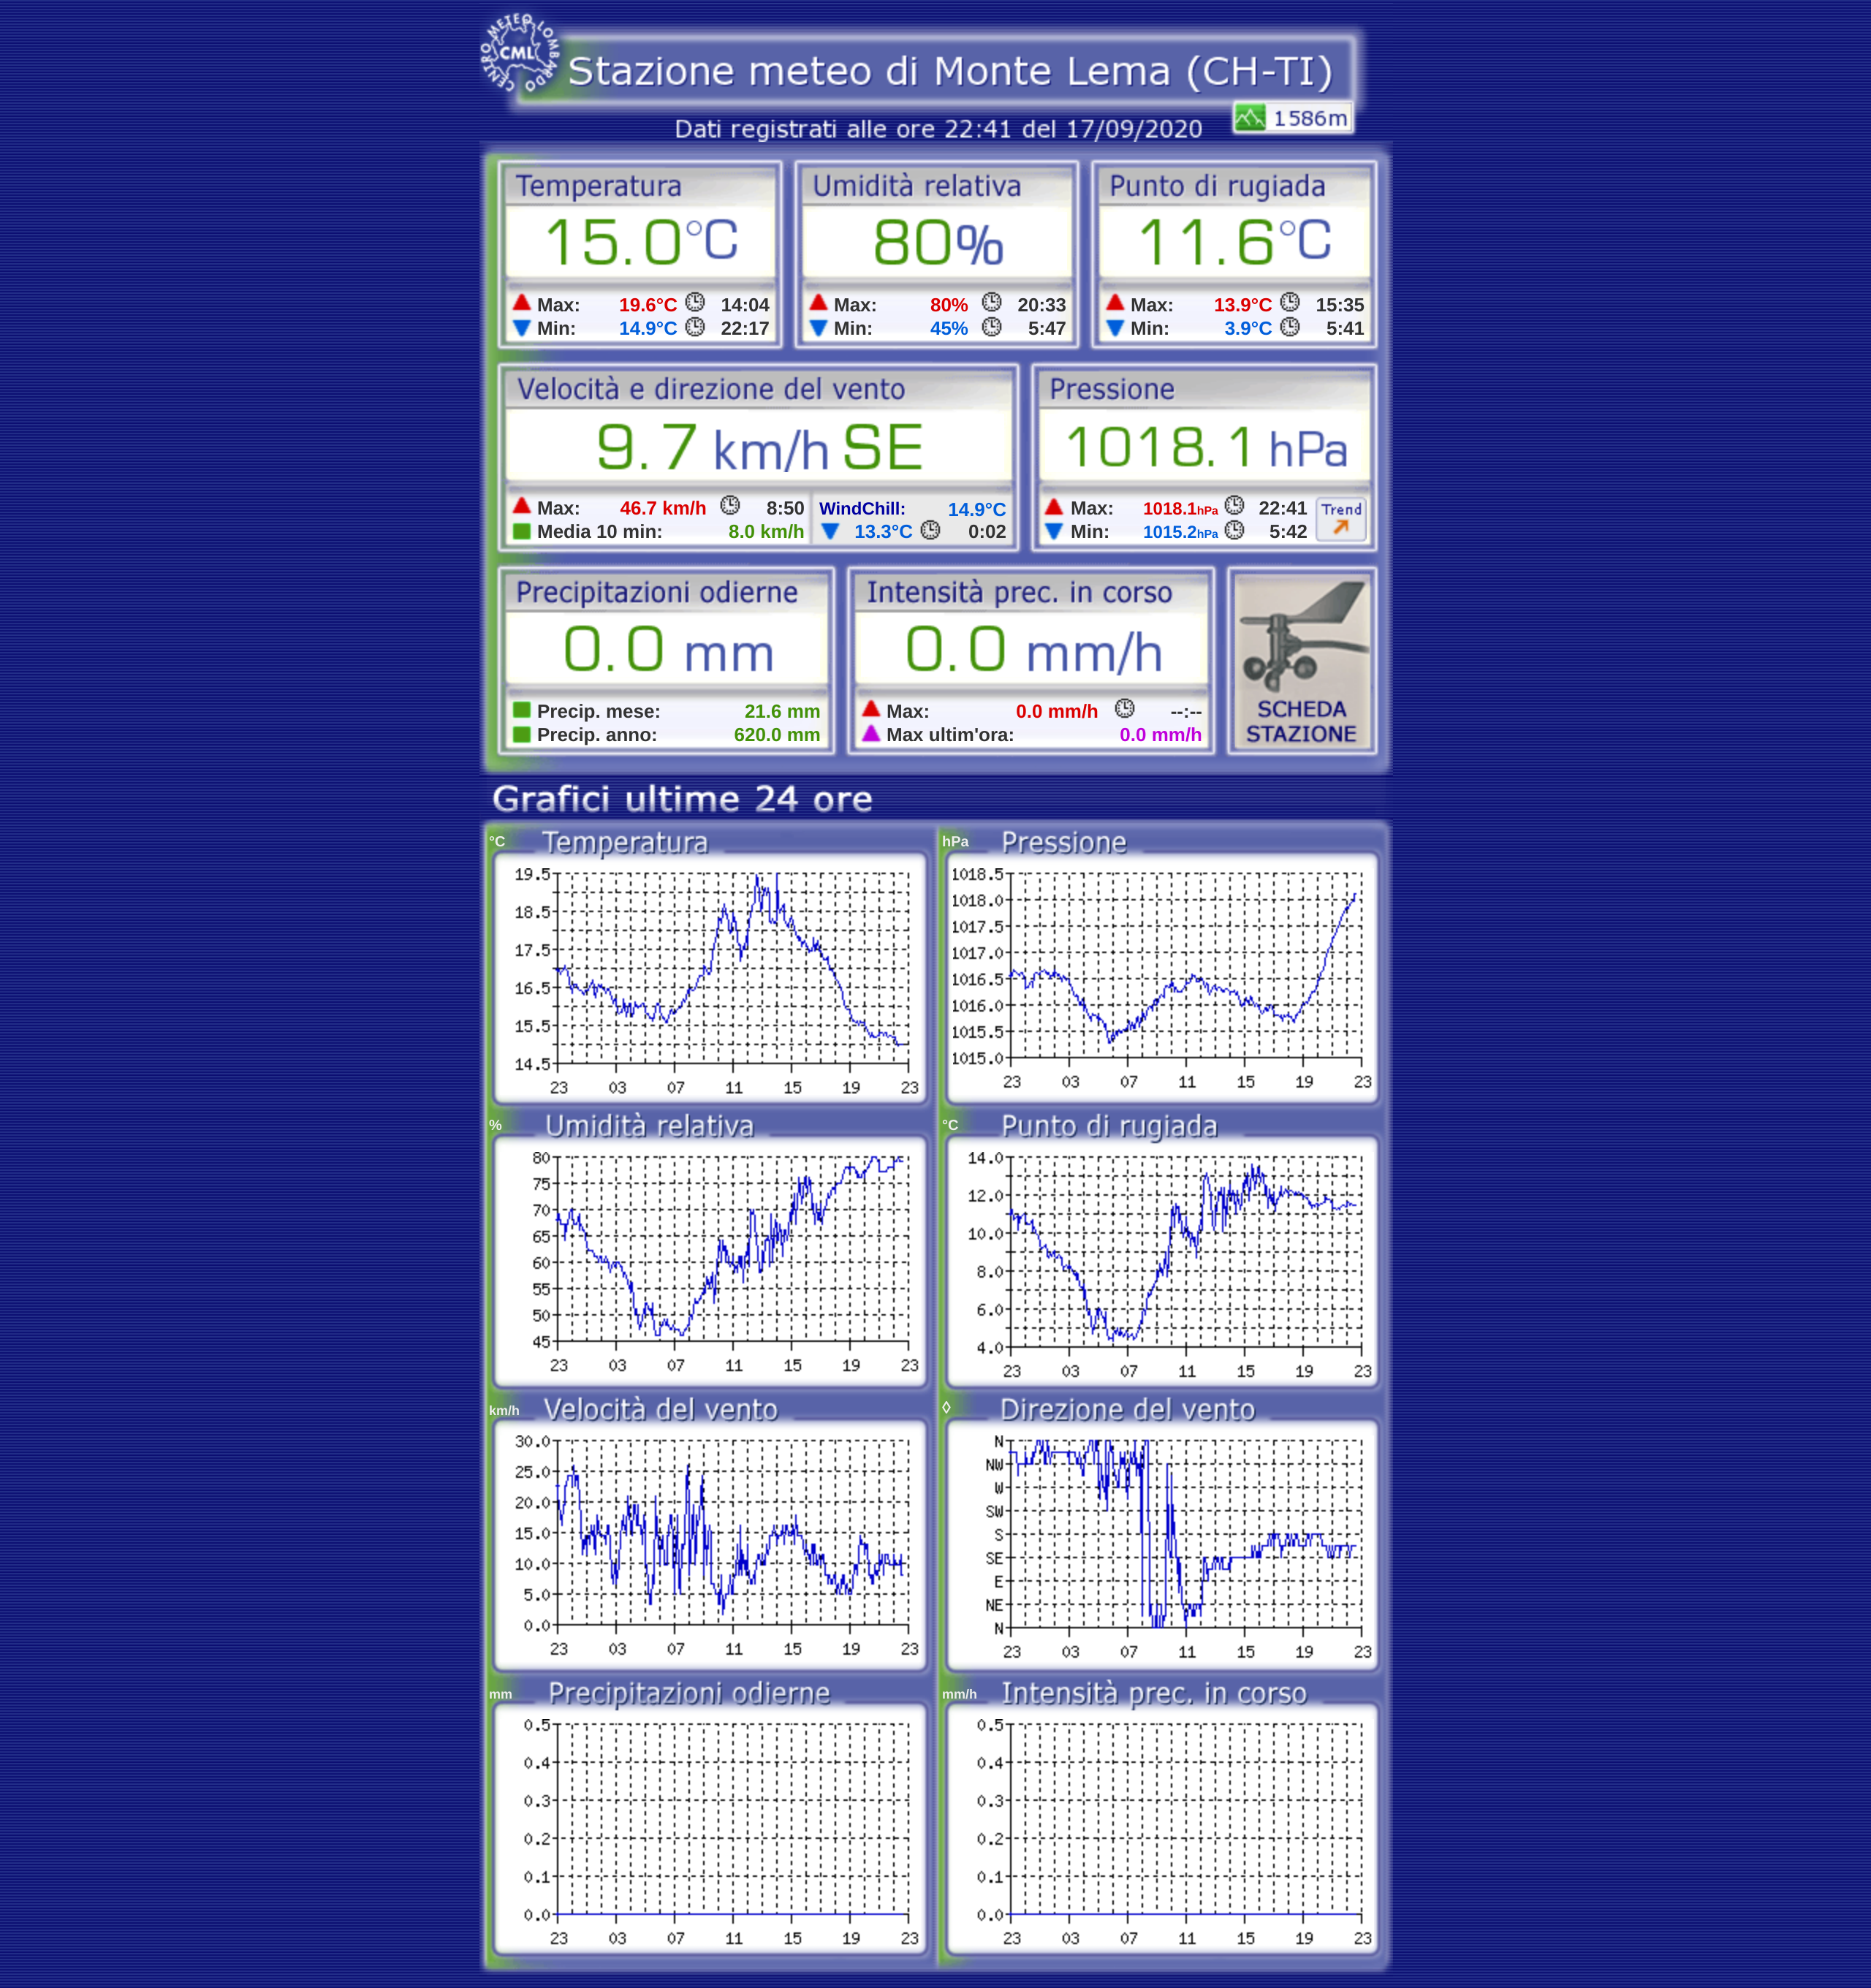 CENTRO METEO LOMBARDO
CML
Stazione meteo di Monte Lema (CH-TI)
1586m
Dati registrati alle ore 22:41 del 17/09/2020
Temperatura
15.0°C
Max: 19.6°C 14:04
Min: 14.9°C 22:17
Umidità relativa
80%
Max: 80% 20:33
Min: 45% 5:47
Punto di rugiada
11.6°C
Max: 13.9°C 15:35
Min: 3.9°C 5:41
Velocità e direzione del vento
9.7 km/h SE
Max: 46.7 km/h 8:50
Media 10 min: 8.0 km/h
WindChill: 14.9°C
13.3°C 0:02
Pressione
1018.1 hPa
Max: 1018.1hPa 22:41
Min: 1015.2hPa 5:42
Trend
Precipitazioni odierne
0.0 mm
Precip. mese: 21.6 mm
Precip. anno: 620.0 mm
Intensità prec. in corso
0.0 mm/h
Max: 0.0 mm/h --:--
Max ultim'ora: 0.0 mm/h
SCHEDA
STAZIONE
Grafici ultime 24 ore
°C Temperatura
19.5
18.5
17.5
16.5
15.5
14.5
23 03 07 11 15 19 23
hPa Pressione
1018.5
1018.0
1017.5
1017.0
1016.5
1016.0
1015.5
1015.0
23 03 07 11 15 19 23
% Umidità relativa
80
75
70
65
60
55
50
45
23 03 07 11 15 19 23
°C Punto di rugiada
14.0
12.0
10.0
8.0
6.0
4.0
23 03 07 11 15 19 23
km/h Velocità del vento
30.0
25.0
20.0
15.0
10.0
5.0
0.0
23 03 07 11 15 19 23
◊ Direzione del vento
N
NW
W
SW
S
SE
E
NE
N
23 03 07 11 15 19 23
mm Precipitazioni odierne
0.5
0.4
0.3
0.2
0.1
0.0
23 03 07 11 15 19 23
mm/h Intensità prec. in corso
0.5
0.4
0.3
0.2
0.1
0.0
23 03 07 11 15 19 23